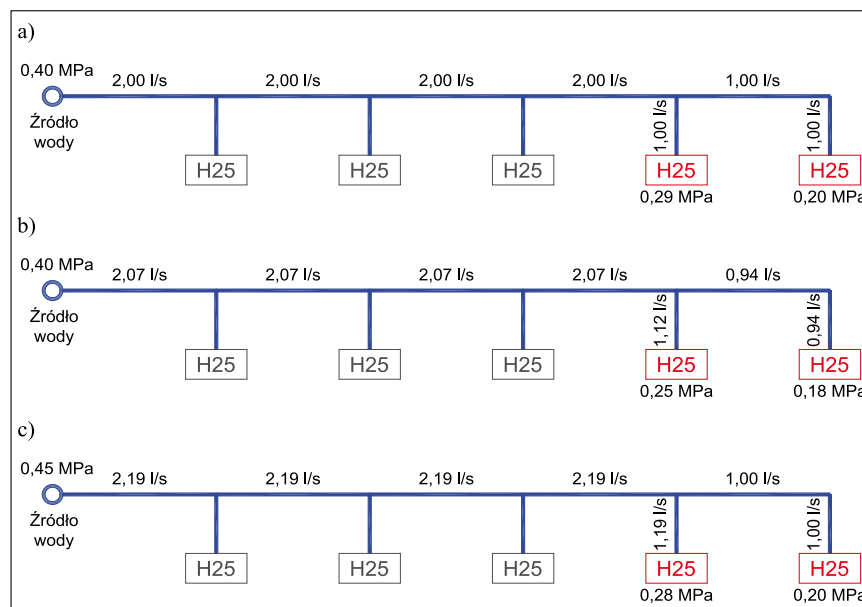 a)
0,40 MPa
2,00 l/s 2,00 l/s 2,00 l/s 2,00 l/s 1,00 l/s
Źródło
wody
1,00 l/s 1,00 l/s
H25 H25 H25 H25 H25
0,29 MPa 0,20 MPa
b)
0,40 MPa
2,07 l/s 2,07 l/s 2,07 l/s 2,07 l/s 0,94 l/s
Źródło
wody
1,12 l/s 0,94 l/s
H25 H25 H25 H25 H25
0,25 MPa 0,18 MPa
c)
0,45 MPa
2,19 l/s 2,19 l/s 2,19 l/s 2,19 l/s 1,00 l/s
Źródło
wody
1,19 l/s 1,00 l/s
H25 H25 H25 H25 H25
0,28 MPa 0,20 MPa